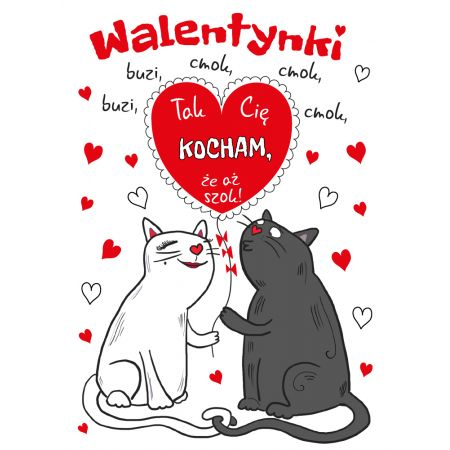 Walentynki
buzi, cmok, cmok,
buzi, cmok,
Tak Cię
KOCHAM,
że aż
szok!